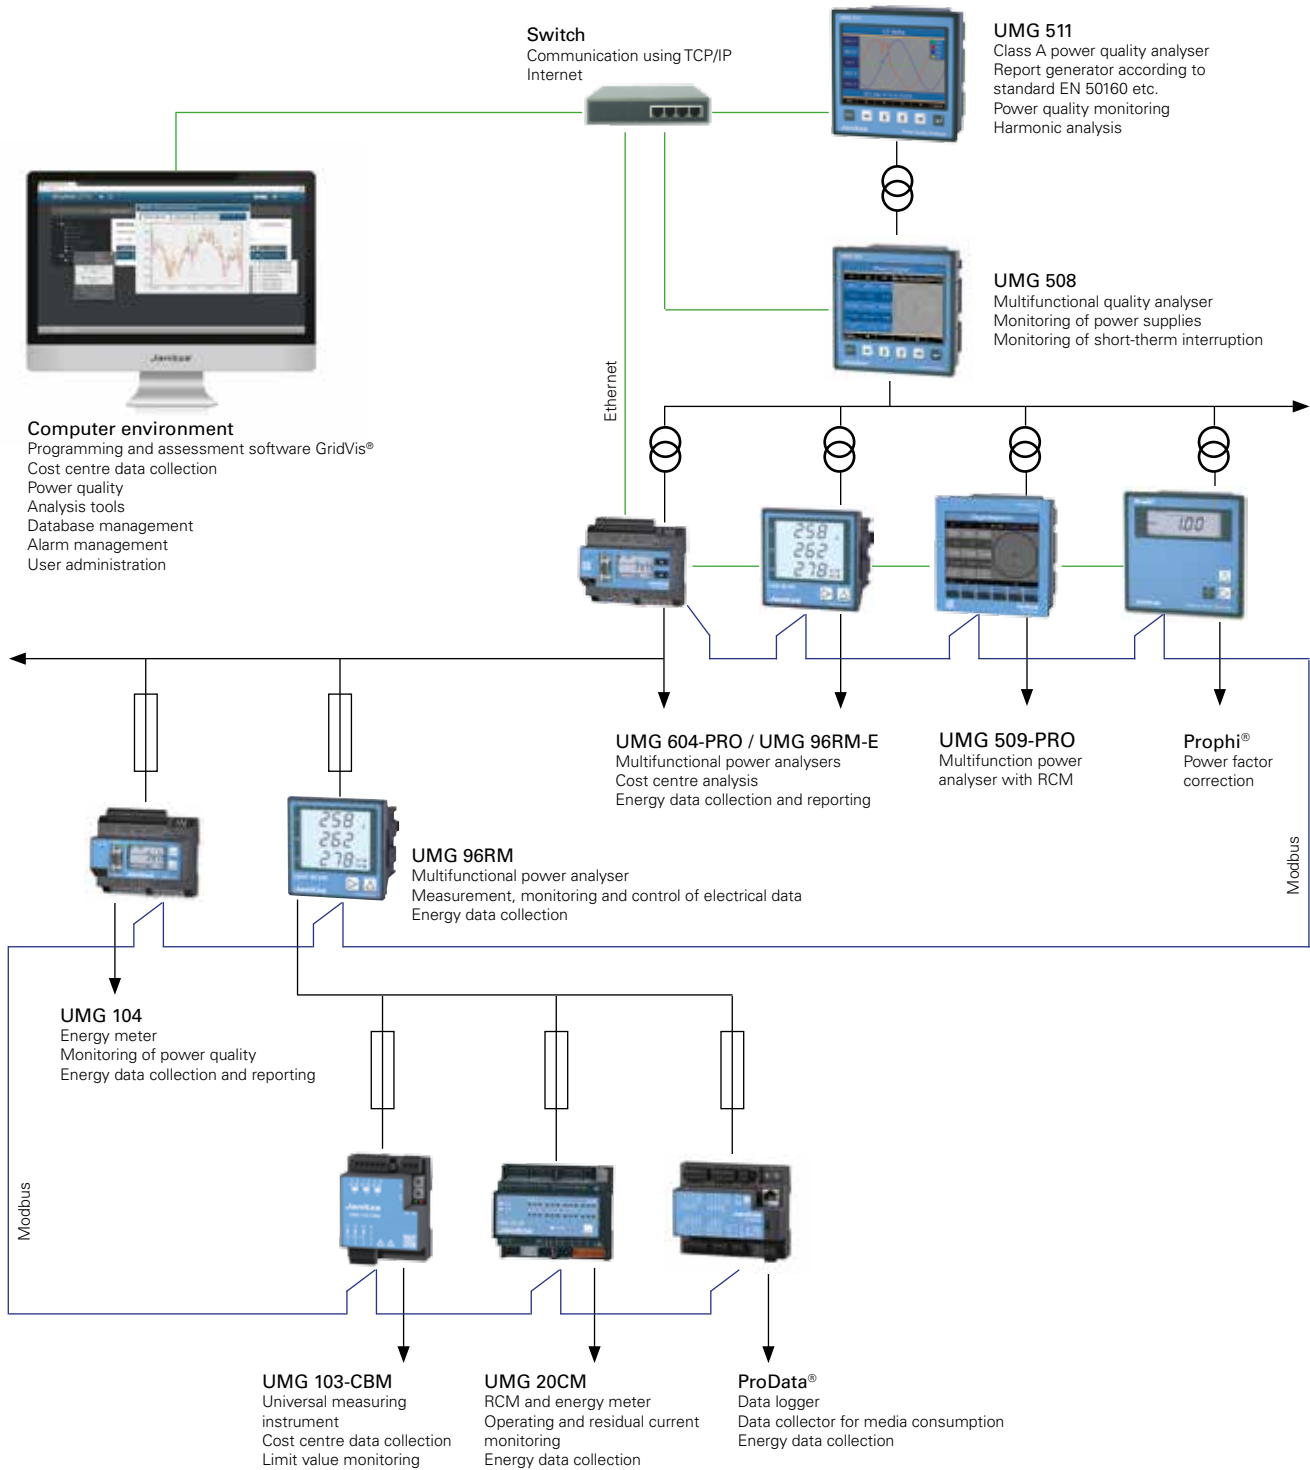 Switch
Communication using TCP/IP
Internet
UMG 511
Class A power quality analyser
Report generator according to
standard EN 50160 etc.
Power quality monitoring
Harmonic analysis
UMG 508
Multifunctional quality analyser
Monitoring of power supplies
Monitoring of short-therm interruption
Janitza
Computer environment
Programming and assessment software GridVis®
Cost centre data collection
Power quality
Analysis tools
Database management
Alarm management
User administration
Ethernet
258
262
278
1.00
UMG 604-PRO / UMG 96RM-E
Multifunctional power analysers
Cost centre analysis
Energy data collection and reporting
UMG 509-PRO
Multifunction power
analyser with RCM
Prophi®
Power factor
correction
Modbus
258
262
278
UMG 96RM
Multifunctional power analyser
Measurement, monitoring and control of electrical data
Energy data collection
UMG 104
Energy meter
Monitoring of power quality
Energy data collection and reporting
Modbus
Janitza
UMG 103-CBM
Universal measuring
instrument
Cost centre data collection
Limit value monitoring
UMG 20CM
RCM and energy meter
Operating and residual current
monitoring
Energy data collection
ProData®
Data logger
Data collector for media consumption
Energy data collection